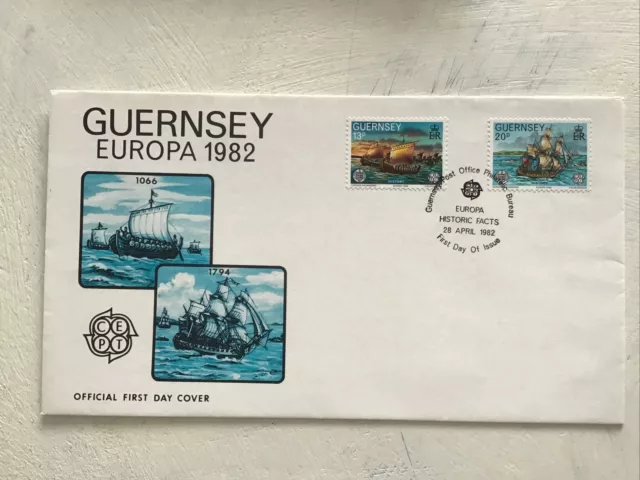 GUERNSEY
EUROPA 1982
1066
1794
CEPT
OFFICIAL FIRST DAY COVER
GUERNSEY
13p
ER
GUERNSEY
20p
ER
Guernsey Post Office Philatelic Bureau
EUROPA
HISTORIC FACTS
28 APRIL 1982
First Day Of Issue